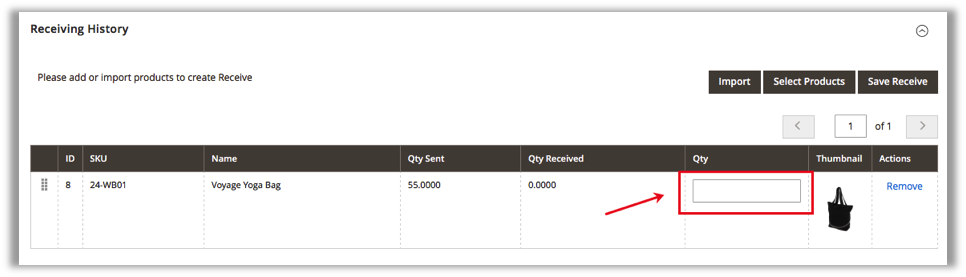 Receiving History
Please add or import products to create Receive
Import Select Products Save Receive
1 of 1
ID SKU Name Qty Sent Qty Received Qty Thumbnail Actions
8 24-WB01 Voyage Yoga Bag 55.0000 0.0000 Remove